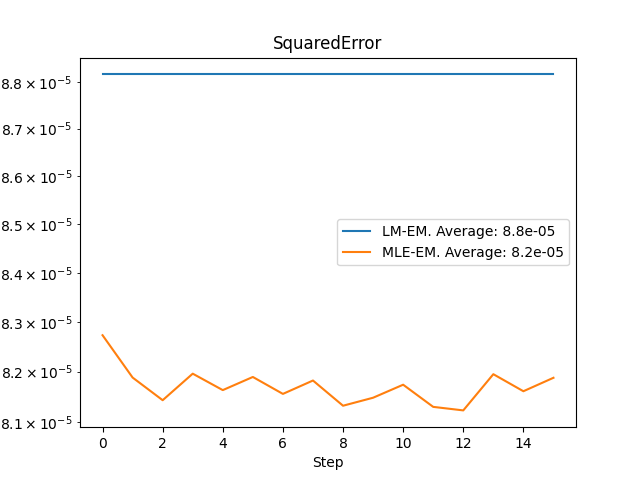 SquaredError
8.8 × 10⁻⁵
8.7 × 10⁻⁵
8.6 × 10⁻⁵
8.5 × 10⁻⁵
8.4 × 10⁻⁵
8.3 × 10⁻⁵
8.2 × 10⁻⁵
8.1 × 10⁻⁵
LM-EM. Average: 8.8e-05
MLE-EM. Average: 8.2e-05
0 2 4 6 8 10 12 14
Step